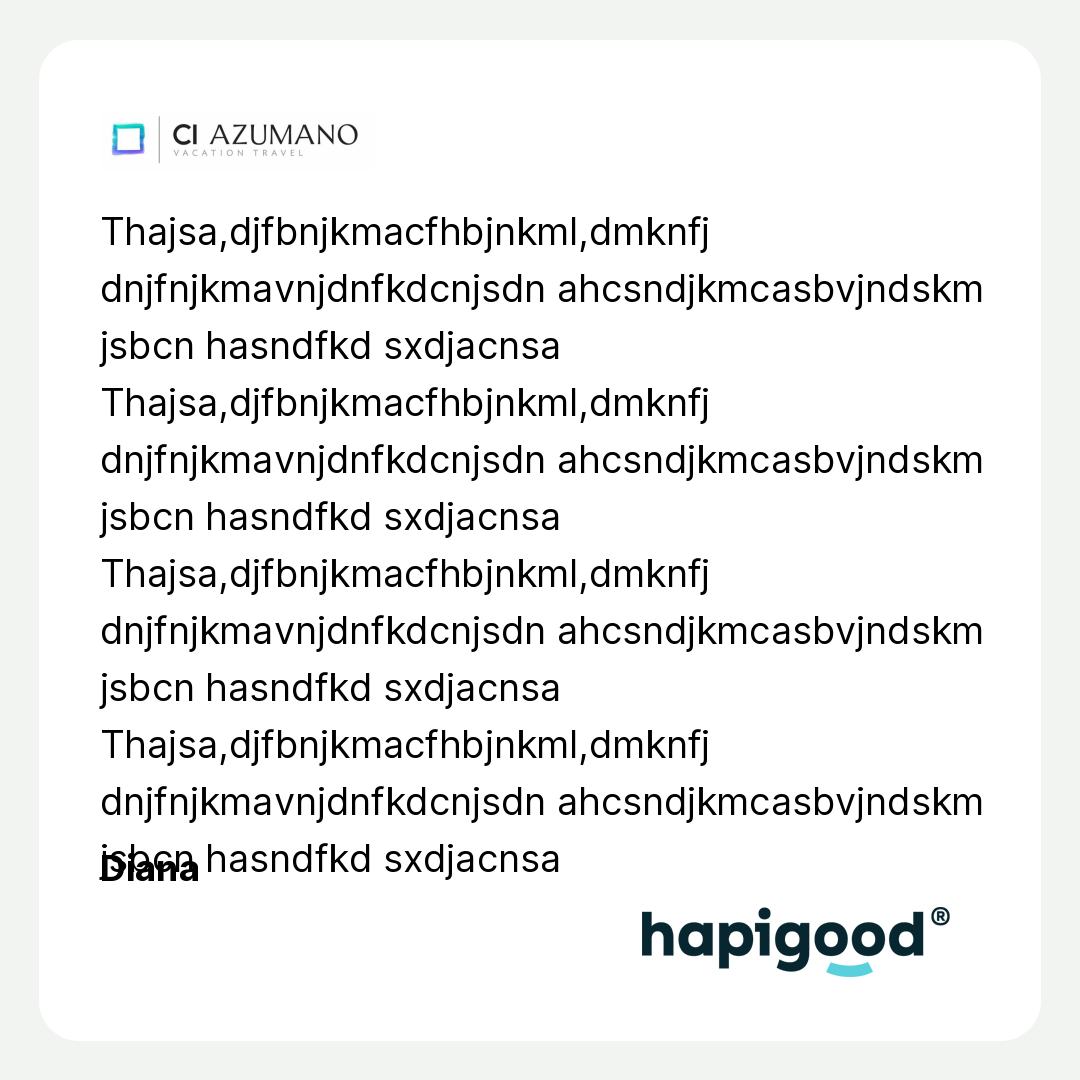 CI AZUMANO
VACATION TRAVEL
Thajsa,djfbnjkmacfhbjnkml,dmknfj
dnjfnjkmavnjdnfkdcnjsdn ahcsndjkmcasbvjndskm
jsbcn hasndfkd sxdjacnsa
Thajsa,djfbnjkmacfhbjnkml,dmknfj
dnjfnjkmavnjdnfkdcnjsdn ahcsndjkmcasbvjndskm
jsbcn hasndfkd sxdjacnsa
Thajsa,djfbnjkmacfhbjnkml,dmknfj
dnjfnjkmavnjdnfkdcnjsdn ahcsndjkmcasbvjndskm
jsbcn hasndfkd sxdjacnsa
Thajsa,djfbnjkmacfhbjnkml,dmknfj
dnjfnjkmavnjdnfkdcnjsdn ahcsndjkmcasbvjndskm
jsbcn hasndfkd sxdjacnsa
Diana
hapigood®